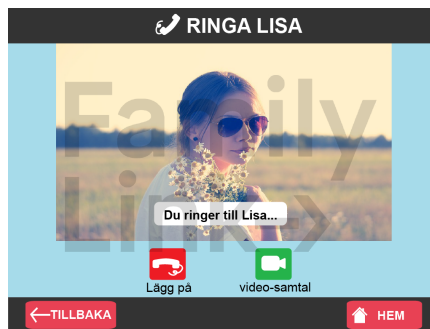 RINGA LISA
Family
Link->
Du ringer till Lisa...
Lägg på
video-samtal
TILLBAKA
HEM